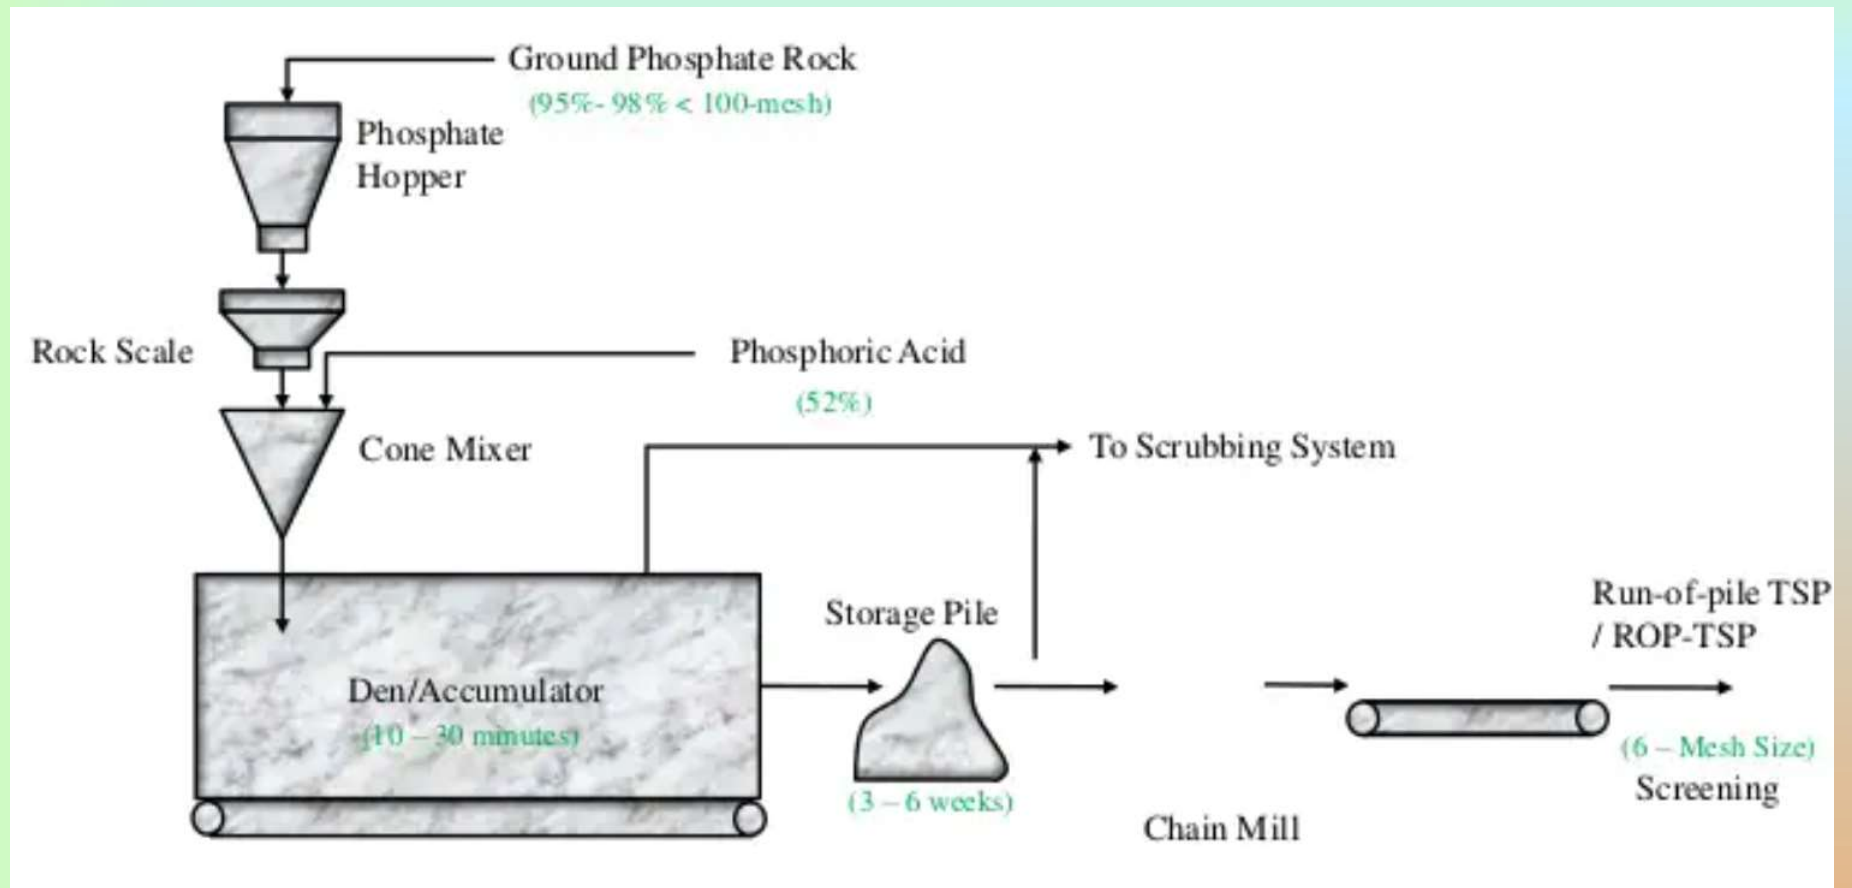 Ground Phosphate Rock
(95%- 98% < 100-mesh)
Phosphate
Hopper
Rock Scale
Phosphoric Acid
(52%)
Cone Mixer
To Scrubbing System
Storage Pile
Run-of-pile TSP
/ ROP-TSP
Den/Accumulator
(10 – 30 minutes)
(3 – 6 weeks)
(6 – Mesh Size)
Screening
Chain Mill